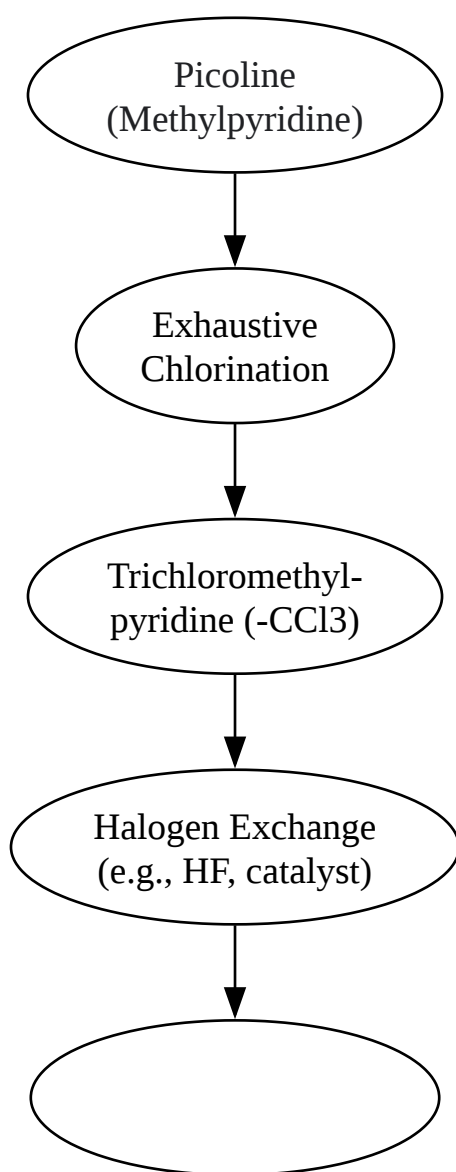 Picoline
(Methylpyridine)
Exhaustive
Chlorination
Trichloromethyl-
pyridine (-CCl3)
Halogen Exchange
(e.g., HF, catalyst)